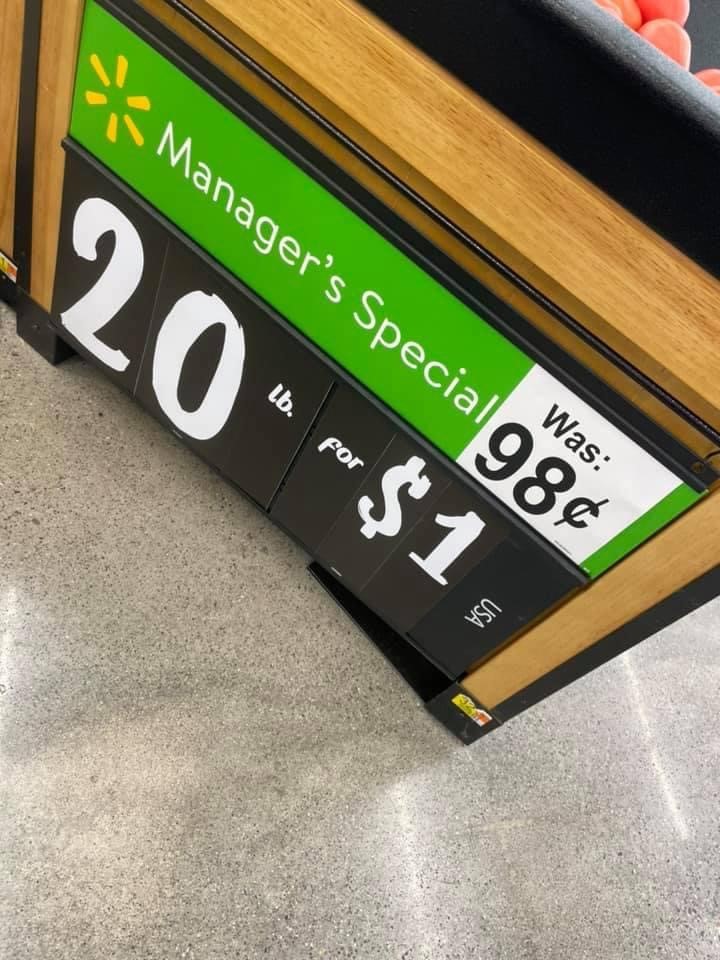 Manager's Special
Was:
98¢
20 lb. for $1
USA